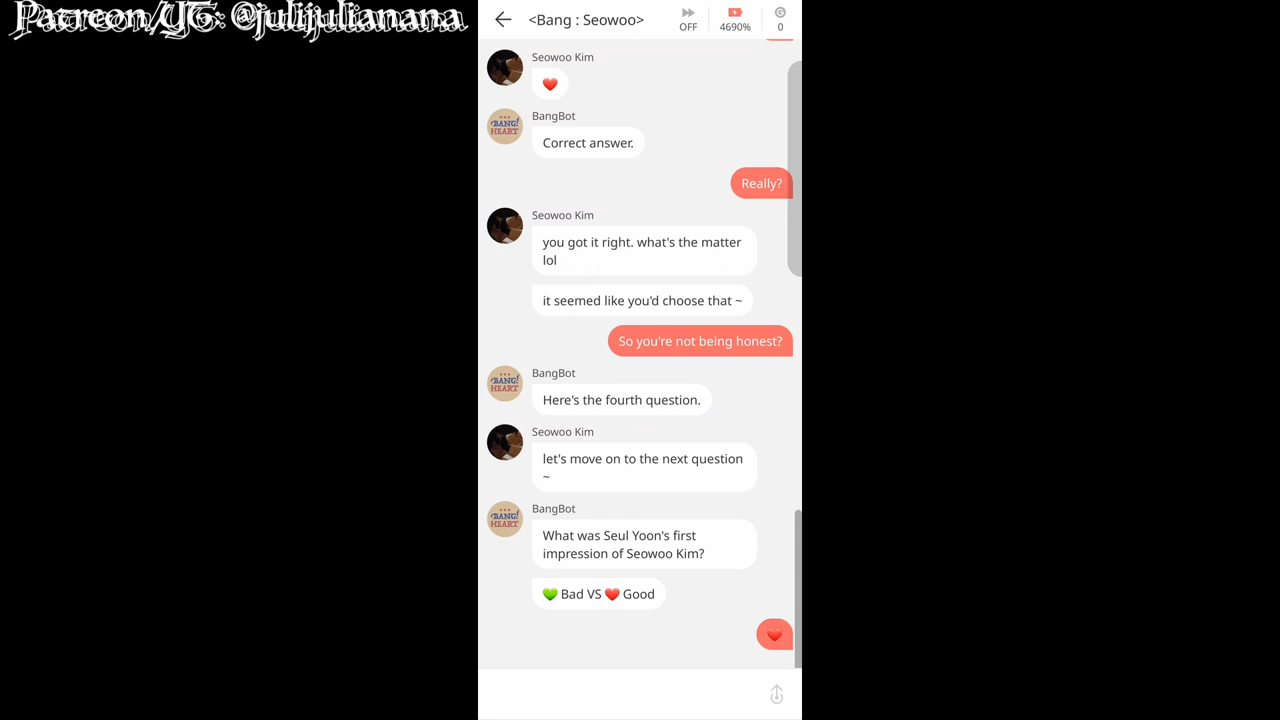 Patreon/YG: @julijulianana
<Bang : Seowoo>
OFF
4690%
0
Seowoo Kim
❤️
BangBot
Correct answer.
Really?
Seowoo Kim
you got it right. what's the matter
lol
it seemed like you'd choose that ~
So you're not being honest?
BangBot
Here's the fourth question.
Seowoo Kim
let's move on to the next question
~
BangBot
What was Seul Yoon's first
impression of Seowoo Kim?
💚 Bad VS ❤️ Good
❤️